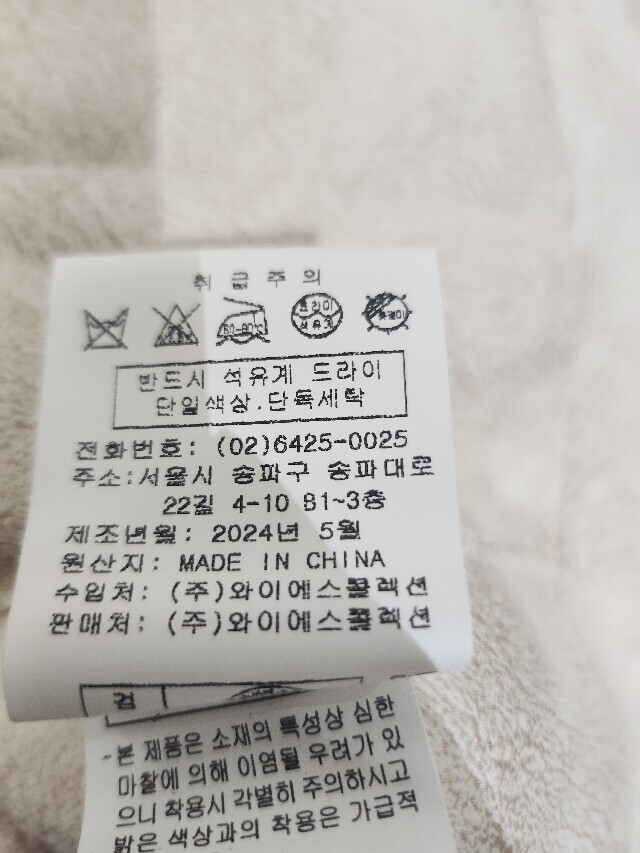 취 급 주 의
80-90℃
드라이
석유계
반드시 석유계 드라이
단일색상.단독세탁
전화번호: (02)6425-0025
주소:서울시 송파구 송파대로
22길 4-10 B1~3층
제조년월: 2024년 5월
원산지: MADE IN CHINA
수입처: (주)와이에스콜렉션
판매처: (주)와이에스콜렉션
-본 제품은 소재의 특성상 심한
마찰에 의해 이염될 우려가 있
으니 착용시 각별히 주의하시고
밝은 색상과의 착용은 가급적